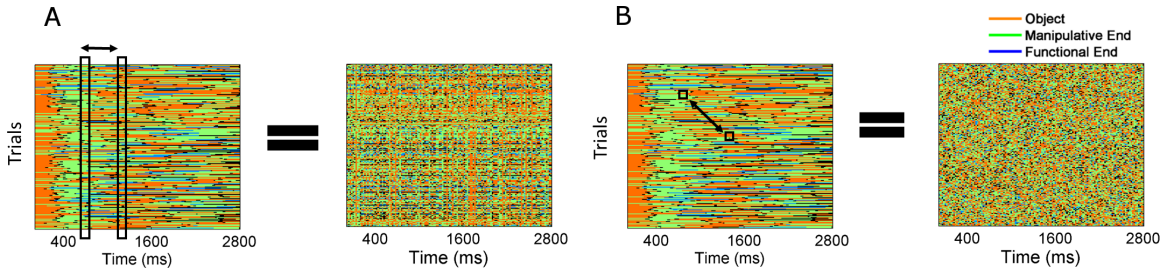 A
Trials
400 1600 2800
Time (ms)
400 1600 2800
Time (ms)
B
Object
Manipulative End
Functional End
Trials
400 1600 2800
Time (ms)
400 1600 2800
Time (ms)